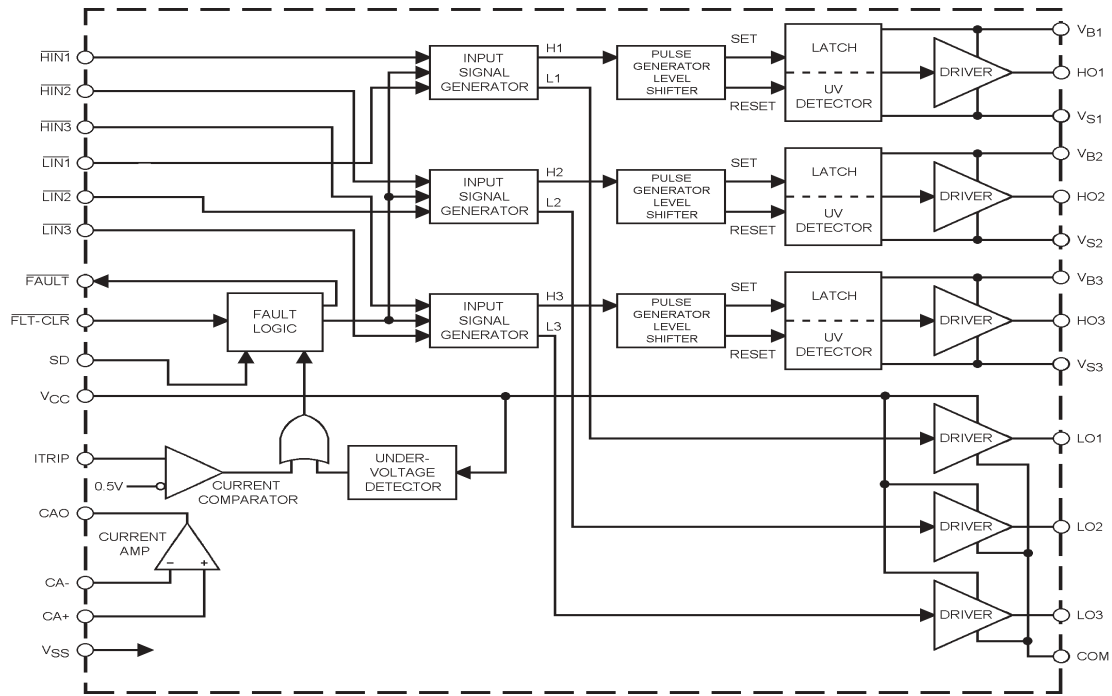 HIN1
HIN2
HIN3
LIN1
LIN2
LIN3
FAULT
FLT-CLR
SD
VCC
ITRIP
0.5V
CAO
CA-
CA+
VSS
INPUT
SIGNAL
GENERATOR
H1
L1
PULSE
GENERATOR
LEVEL
SHIFTER
SET
RESET
LATCH
UV
DETECTOR
DRIVER
VB1
HO1
VS1
INPUT
SIGNAL
GENERATOR
H2
L2
PULSE
GENERATOR
LEVEL
SHIFTER
SET
RESET
LATCH
UV
DETECTOR
DRIVER
VB2
HO2
VS2
INPUT
SIGNAL
GENERATOR
H3
L3
PULSE
GENERATOR
LEVEL
SHIFTER
SET
RESET
LATCH
UV
DETECTOR
DRIVER
VB3
HO3
VS3
FAULT
LOGIC
UNDER-
VOLTAGE
DETECTOR
CURRENT
COMPARATOR
CURRENT
AMP
- +
DRIVER
LO1
DRIVER
LO2
DRIVER
LO3
COM